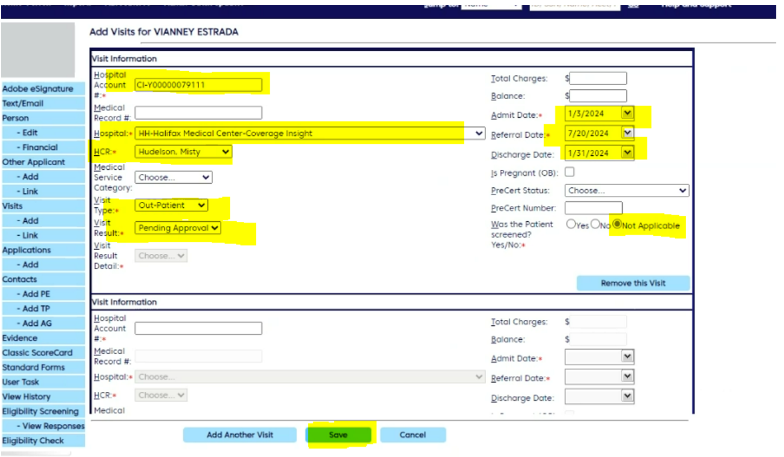 Jump to:
Help and Support
Add Visits for VIANNEY ESTRADA
Adobe eSignature
Text/Email
Person
- Edit
- Financial
Other Applicant
- Add
- Link
Visits
- Add
- Link
Applications
- Add
Contacts
- Add PE
- Add TP
- Add AG
Evidence
Classic ScoreCard
Standard Forms
User Task
View History
Eligibility Screening
- View Responses
Eligibility Check
Visit Information
Hospital Account #:* CI-Y00000079111
Medical Record #:
Hospital:* HH-Halifax Medical Center-Coverage Insight
HCR:* Hudelson, Misty
Medical Service Category: Choose...
Visit Type:* Out-Patient
Visit Result:* Pending Approval
Visit Result Detail:* Choose...
Total Charges: $
Balance: $
Admit Date:* 1/3/2024
Referral Date:* 7/20/2024
Discharge Date: 1/31/2024
Is Pregnant (OB):
PreCert Status: Choose...
PreCert Number:
Was the Patient screened? Yes/No:* Yes No Not Applicable
Remove this Visit
Visit Information
Hospital Account #:*
Medical Record #:
Hospital:* Choose...
HCR:* Choose...
Medical
Total Charges: $
Balance: $
Admit Date:*
Referral Date:*
Discharge Date:
Add Another Visit
Save
Cancel